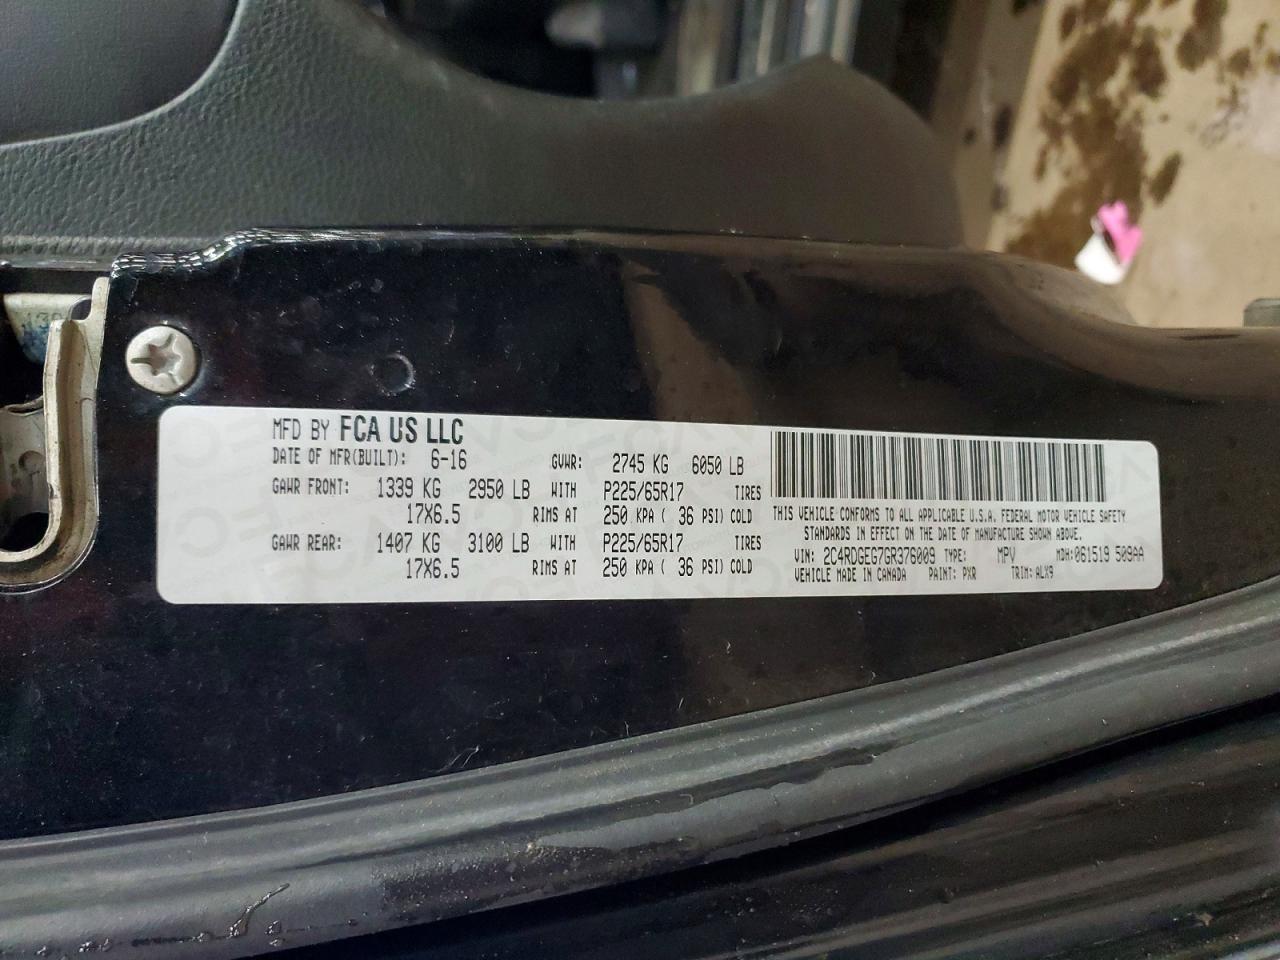 MFD BY FCA US LLC
DATE OF MFR(BUILT): 6-16 GVWR: 2745 KG 6050 LB
GAWR FRONT: 1339 KG 2950 LB WITH P225/65R17 TIRES
17X6.5 RIMS AT 250 KPA ( 36 PSI) COLD
GAWR REAR: 1407 KG 3100 LB WITH P225/65R17 TIRES
17X6.5 RIMS AT 250 KPA ( 36 PSI) COLD
THIS VEHICLE CONFORMS TO ALL APPLICABLE U.S.A. FEDERAL MOTOR VEHICLE SAFETY
STANDARDS IN EFFECT ON THE DATE OF MANUFACTURE SHOWN ABOVE.
VIN: 2C4RDGEG7GR376009 TYPE: MPV MDH: 061519 509AA
VEHICLE MADE IN CANADA PAINT: PXR TRIM: ALX9